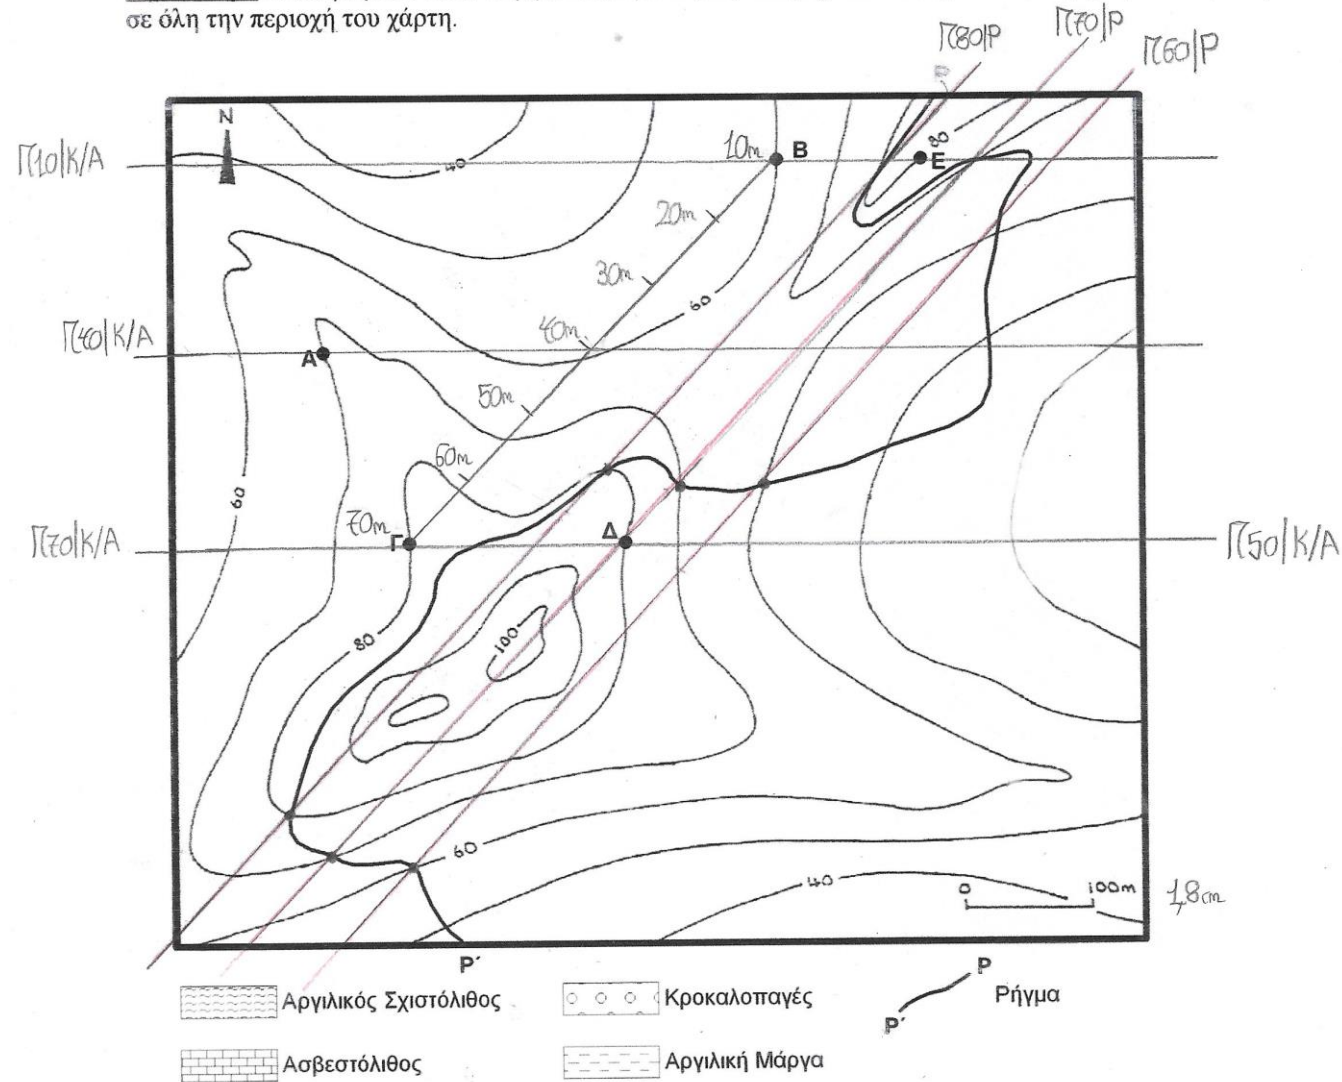 σε όλη την περιοχή του χάρτη.
Π80|Ρ
Π70|Ρ
Π60|Ρ
N
Π10|Κ/Α
40
10m
B
80
E
20m
30m
60
Π40|Κ/Α
40m
A
50m
60
60m
Π70|Κ/Α
70m
Γ
Δ
Π50|Κ/Α
80
100
60
40
0
100m
1,8cm
P´
P
Αργιλικός Σχιστόλιθος
Κροκαλοπαγές
Ρήγμα
P´
Ασβεστόλιθος
Αργιλική Μάργα